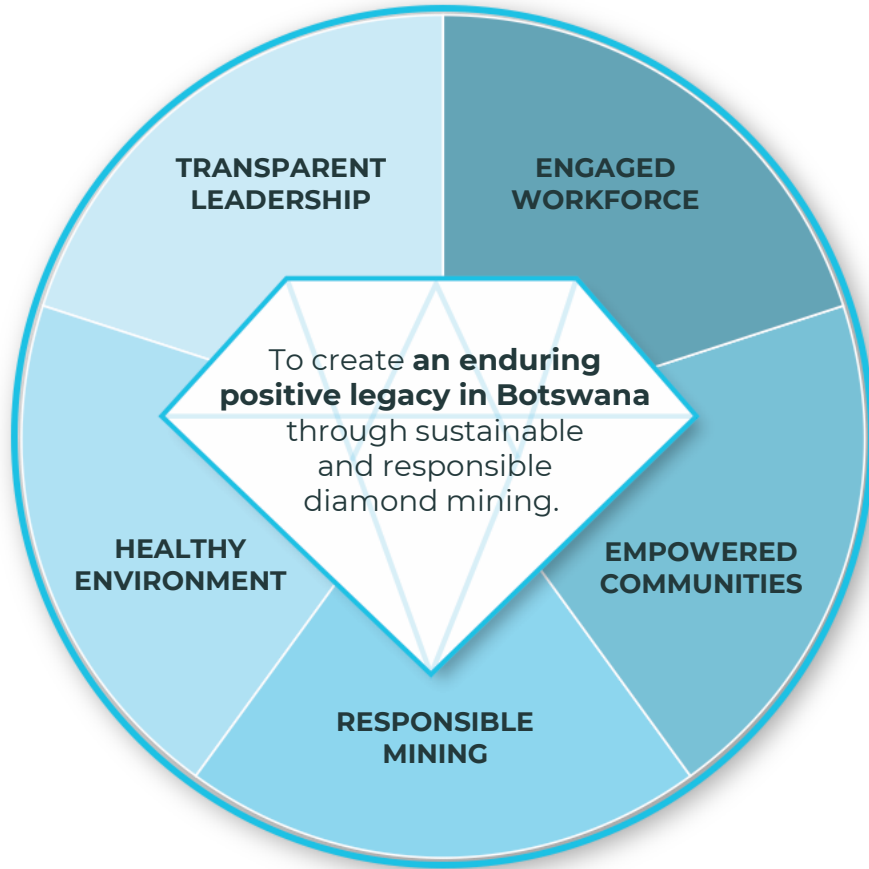 TRANSPARENT
LEADERSHIP
ENGAGED
WORKFORCE
To create an enduring
positive legacy in Botswana
through sustainable
and responsible
diamond mining.
HEALTHY
ENVIRONMENT
EMPOWERED
COMMUNITIES
RESPONSIBLE
MINING